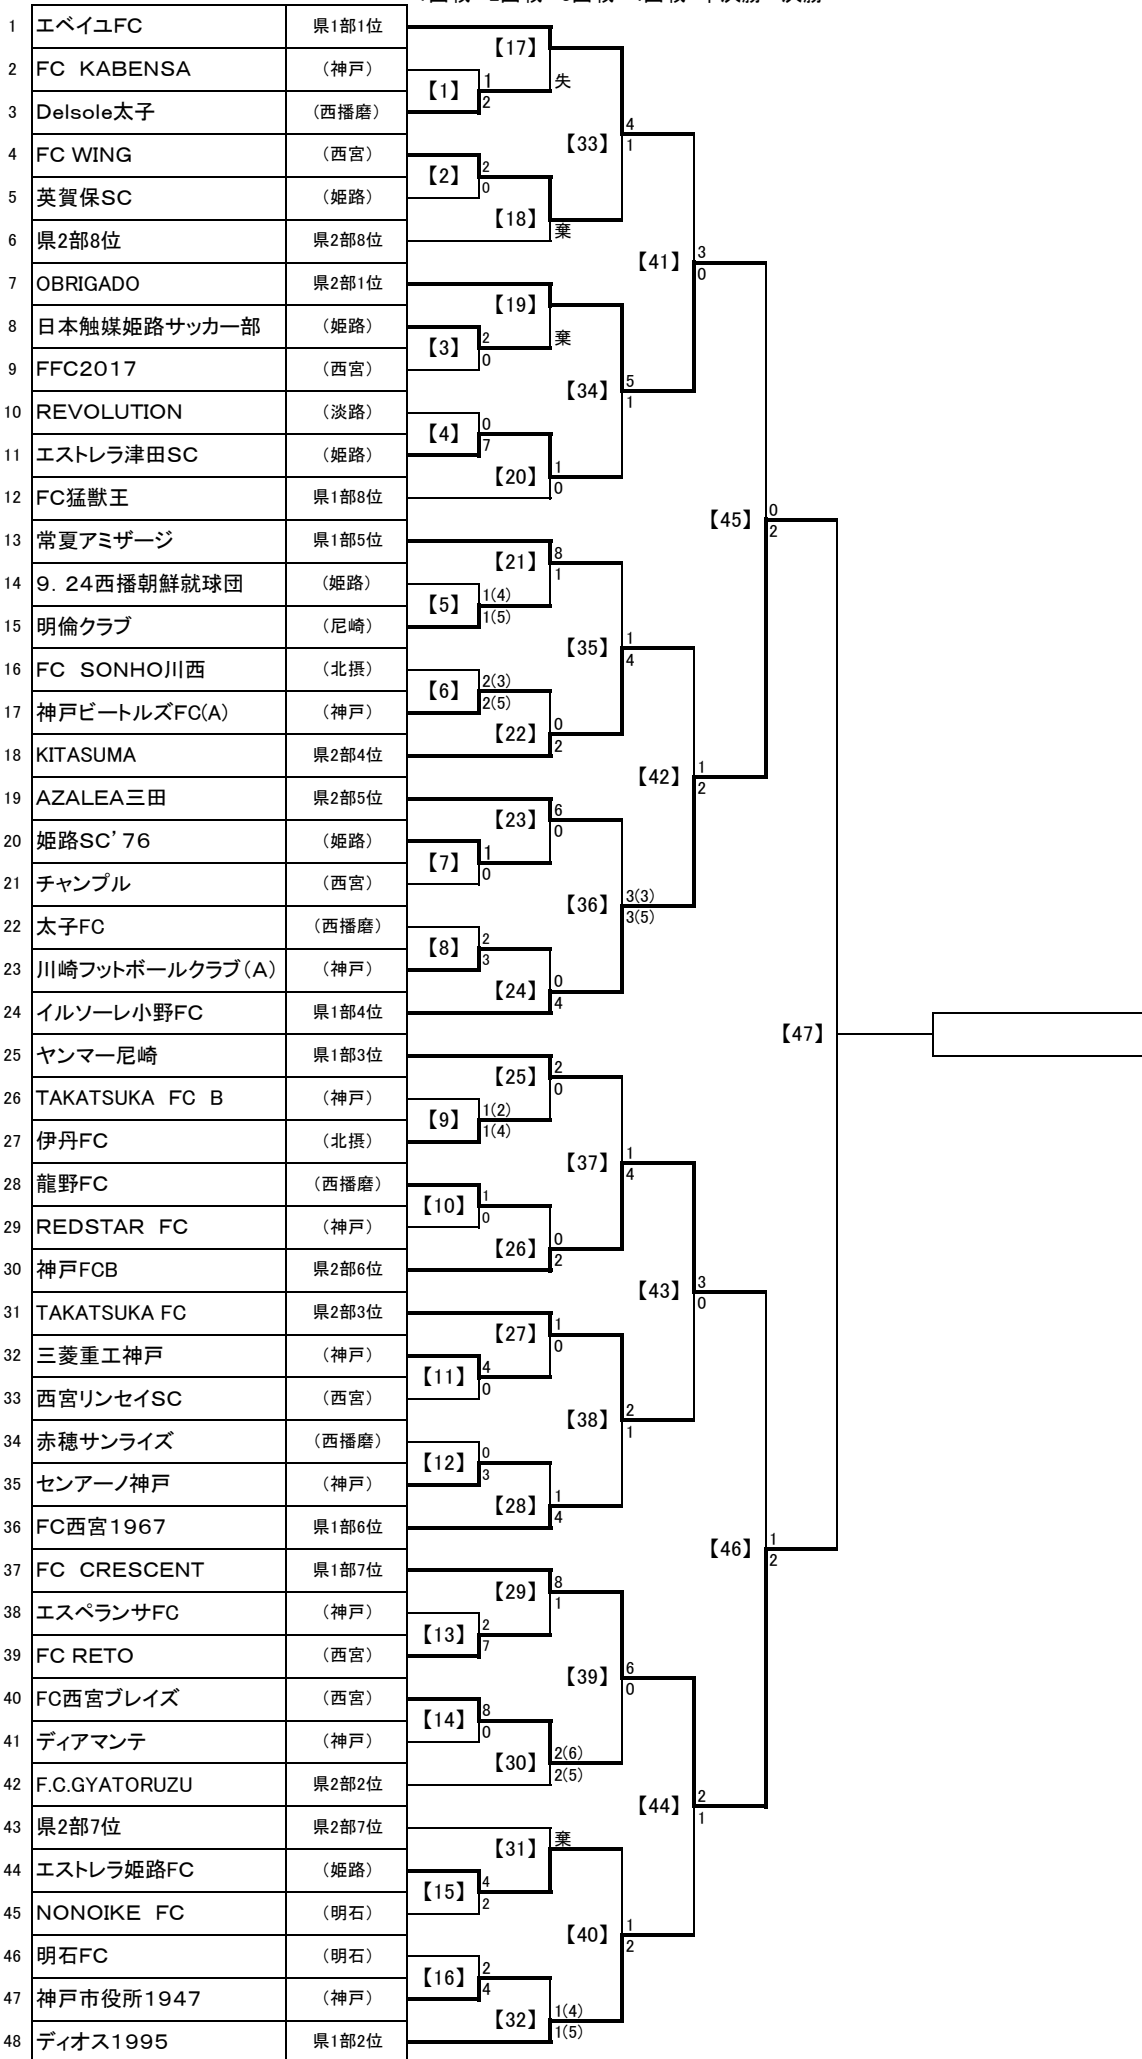 1 エベイユFC 県1部1位
2 FC KABENSA (神戸)
3 Delsole太子 (西播磨)
4 FC WING (西宮)
5 英賀保SC (姫路)
6 県2部8位 県2部8位
7 OBRIGADO 県2部1位
8 日本触媒姫路サッカー部 (姫路)
9 FFC2017 (西宮)
10 REVOLUTION (淡路)
11 エストレラ津田SC (姫路)
12 FC猛獣王 県1部8位
13 常夏アミザージ 県1部5位
14 9.24西播朝鮮就球団 (姫路)
15 明倫クラブ (尼崎)
16 FC SONHO川西 (北摂)
17 神戸ビートルズFC(A) (神戸)
18 KITASUMA 県2部4位
19 AZALEA三田 県2部5位
20 姫路SC'76 (姫路)
21 チャンプル (西宮)
22 太子FC (西播磨)
23 川崎フットボールクラブ(A) (神戸)
24 イルソーレ小野FC 県1部4位
25 ヤンマー尼崎 県1部3位
26 TAKATSUKA FC B (神戸)
27 伊丹FC (北摂)
28 龍野FC (西播磨)
29 REDSTAR FC (神戸)
30 神戸FCB 県2部6位
31 TAKATSUKA FC 県2部3位
32 三菱重工神戸 (神戸)
33 西宮リンセイSC (西宮)
34 赤穂サンライズ (西播磨)
35 センアーノ神戸 (神戸)
36 FC西宮1967 県1部6位
37 FC CRESCENT 県1部7位
38 エスペランサFC (神戸)
39 FC RETO (西宮)
40 FC西宮ブレイズ (西宮)
41 ディアマンテ (神戸)
42 F.C.GYATORUZU 県2部2位
43 県2部7位 県2部7位
44 エストレラ姫路FC (姫路)
45 NONOIKE FC (明石)
46 明石FC (明石)
47 神戸市役所1947 (神戸)
48 ディオス1995 県1部2位
【1】 1 2
【2】 2 0
【3】 2 0
【4】 0 7
【5】 1(4) 1(5)
【6】 2(3) 2(5)
【7】 1 0
【8】 2 3
【9】 1(2) 1(4)
【10】 1 0
【11】 4 0
【12】 0 3
【13】 2 7
【14】 8 0
【15】 4 2
【16】 2 4
【17】 失
【18】 棄
【19】 棄
【20】 1 0
【21】 8 1
【22】 0 2
【23】 6 0
【24】 0 4
【25】 2 0
【26】 0 2
【27】 1 0
【28】 1 4
【29】 8 1
【30】 2(6) 2(5)
【31】 棄
【32】 1(4) 1(5)
【33】 4 1
【34】 5 1
【35】 1 4
【36】 3(3) 3(5)
【37】 1 4
【38】 2 1
【39】 6 0
【40】 1 2
【41】 3 0
【42】 1 2
【43】 3 0
【44】 2 1
【45】 0 2
【46】 1 2
【47】